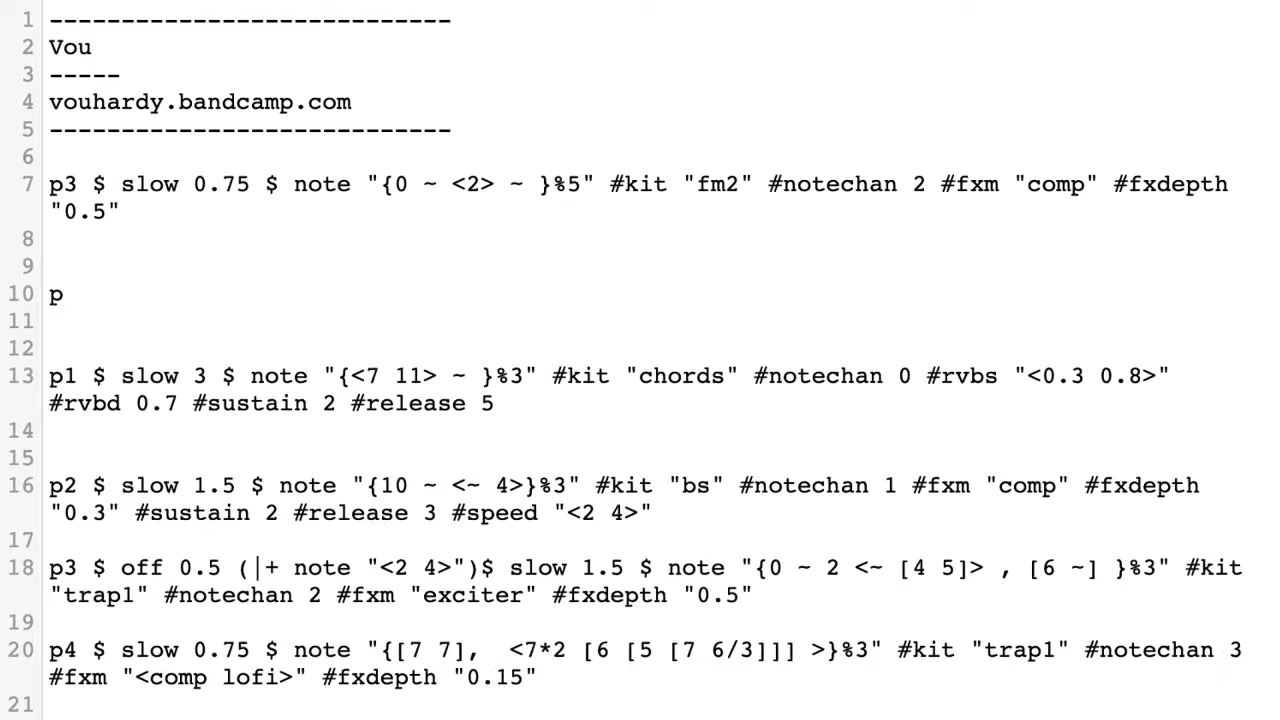 1 ----------------------------
2 Vou
3 -----
4 vouhardy.bandcamp.com
5 ----------------------------
6
7 p3 $ slow 0.75 $ note "{0 ~ <2> ~ }%5" #kit "fm2" #notechan 2 #fxm "comp" #fxdepth
"0.5"
8
9
10 p
11
12
13 p1 $ slow 3 $ note "{<7 11> ~ }%3" #kit "chords" #notechan 0 #rvbs "<0.3 0.8>"
#rvbd 0.7 #sustain 2 #release 5
14
15
16 p2 $ slow 1.5 $ note "{10 ~ <~ 4>}%3" #kit "bs" #notechan 1 #fxm "comp" #fxdepth
"0.3" #sustain 2 #release 3 #speed "<2 4>"
17
18 p3 $ off 0.5 (|+ note "<2 4>")$ slow 1.5 $ note "{0 ~ 2 <~ [4 5]> , [6 ~] }%3" #kit
"trap1" #notechan 2 #fxm "exciter" #fxdepth "0.5"
19
20 p4 $ slow 0.75 $ note "{[7 7],  <7*2 [6 [5 [7 6/3]]] >}%3" #kit "trap1" #notechan 3
#fxm "<comp lofi>" #fxdepth "0.15"
21